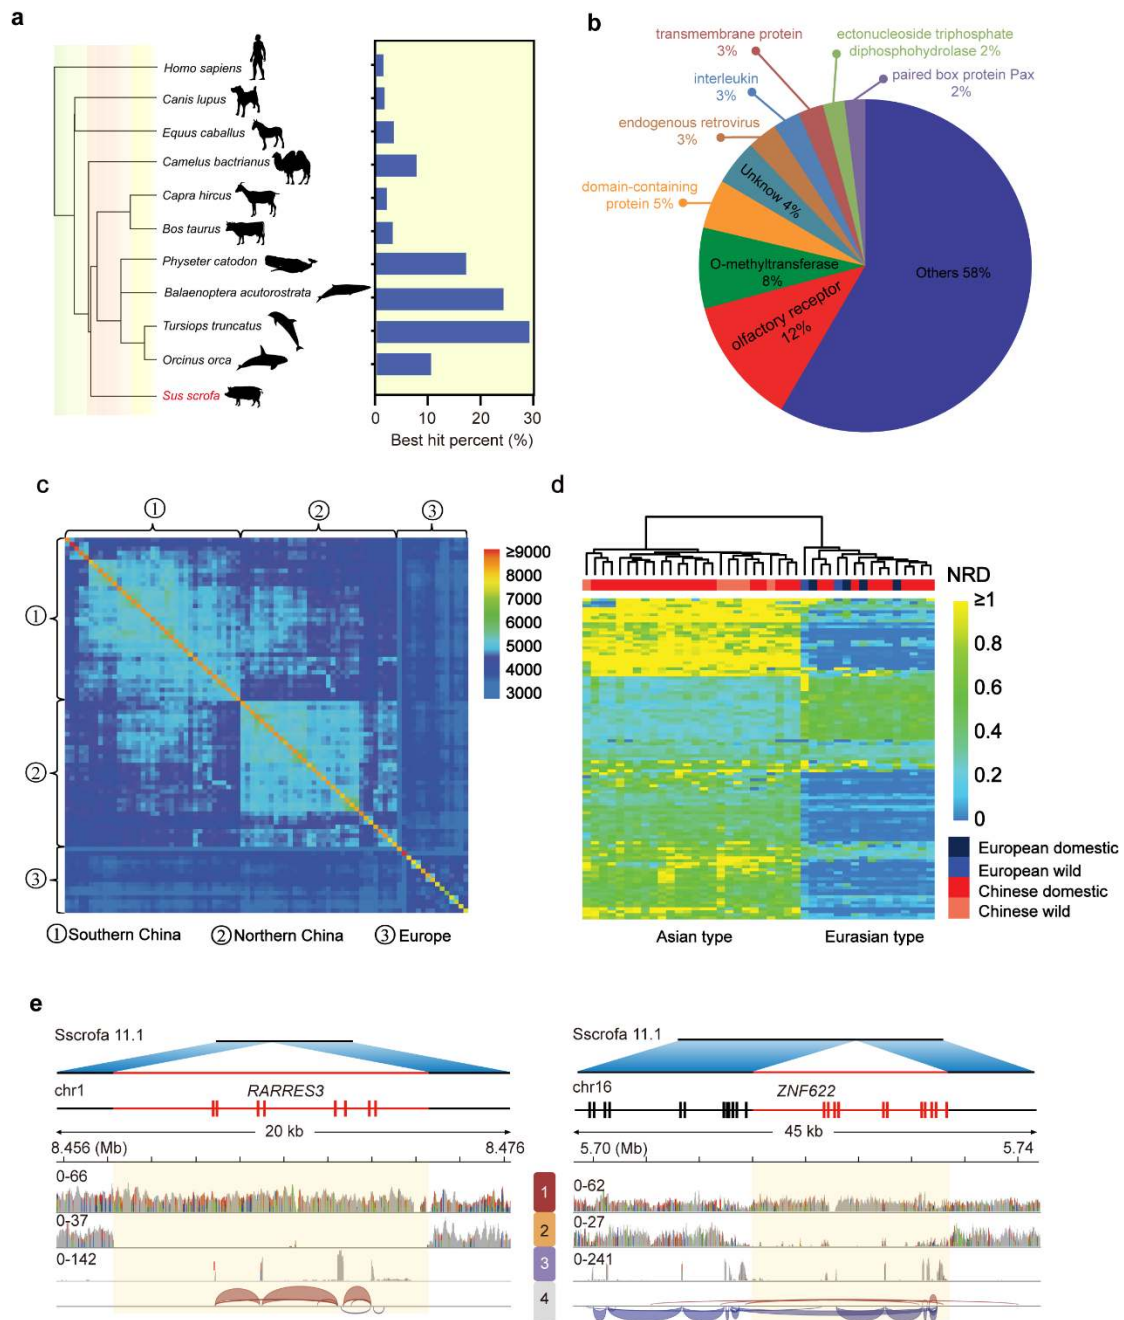 a
Homo sapiens
Canis lupus
Equus caballus
Camelus bactrianus
Capra hircus
Bos taurus
Physeter catodon
Balaenoptera acutorostrata
Tursiops truncatus
Orcinus orca
Sus scrofa
0 10 20 30
Best hit percent (%)
b
transmembrane protein
3%
ectonucleoside triphosphate
diphosphohydrolase 2%
interleukin
3%
paired box protein Pax
2%
endogenous retrovirus
3%
Unknow 4%
domain-containing
protein 5%
O-methyltransferase
8%
olfactory receptor
12%
Others 58%
c
① ② ③
①
②
③
≥9000
8000
7000
6000
5000
4000
3000
①Southern China ②Northern China ③Europe
d
NRD
≥1
0.8
0.6
0.4
0.2
0
European domestic
European wild
Chinese domestic
Chinese wild
Asian type Eurasian type
e
Sscrofa 11.1
chr1
RARRES3
20 kb
8.456 (Mb) 8.476
0-66
0-37
0-142
1
2
3
4
Sscrofa 11.1
chr16
ZNF622
45 kb
5.70 (Mb) 5.74
0-62
0-27
0-241